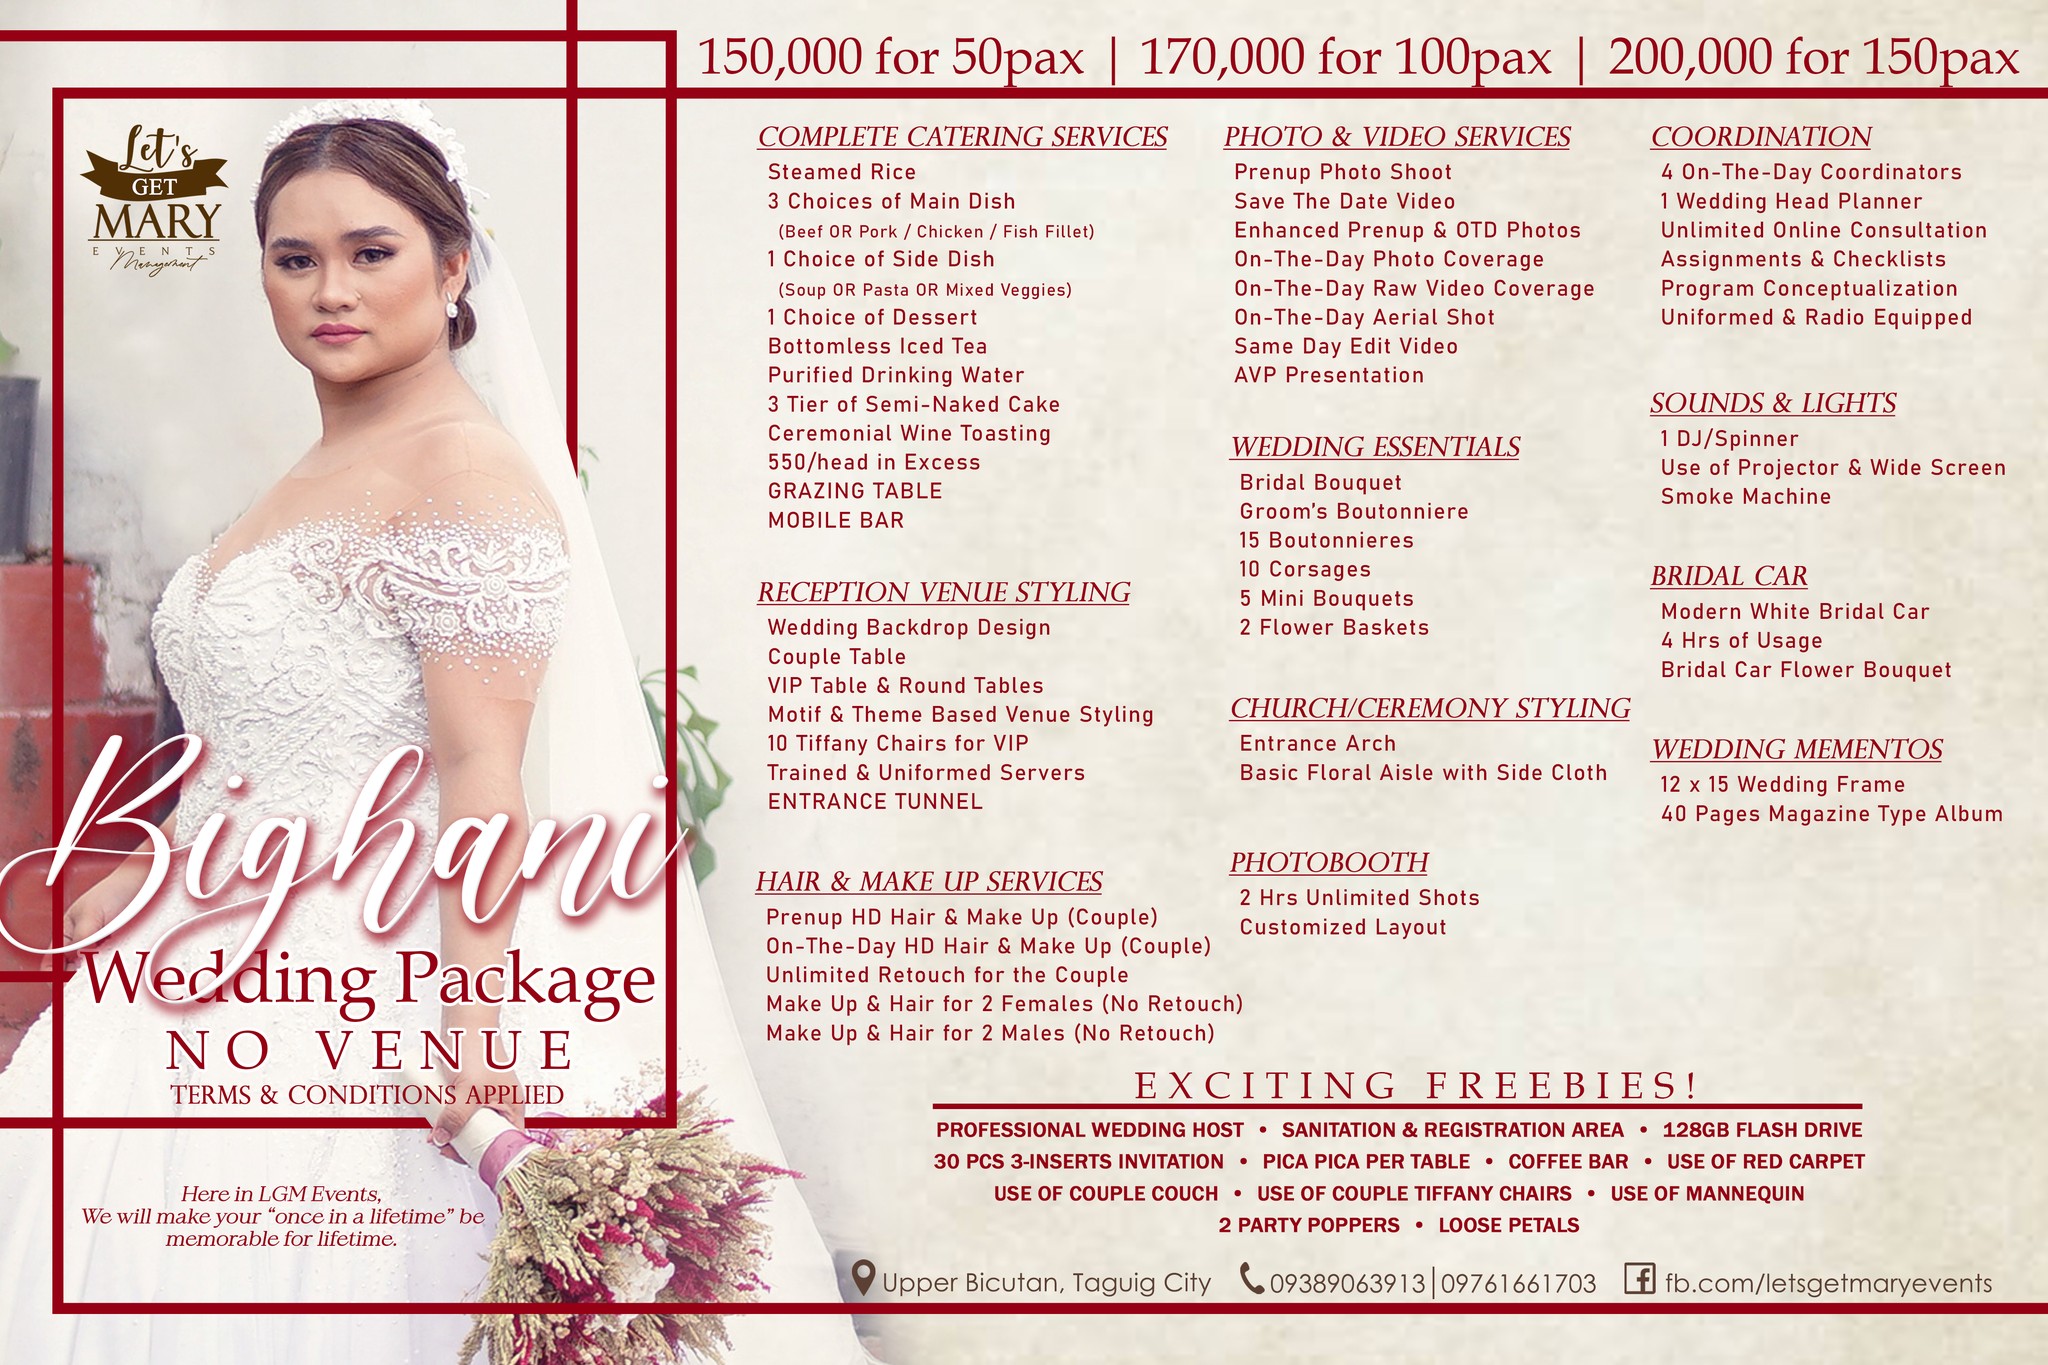 150,000 for 50pax | 170,000 for 100pax | 200,000 for 150pax
Let's
GET
MARY
EVENTS
Management
Bighani
Wedding Package
NO VENUE
TERMS & CONDITIONS APPLIED
Here in LGM Events,
We will make your “once in a lifetime” be
memorable for lifetime.
COMPLETE CATERING SERVICES
Steamed Rice
3 Choices of Main Dish
(Beef OR Pork / Chicken / Fish Fillet)
1 Choice of Side Dish
(Soup OR Pasta OR Mixed Veggies)
1 Choice of Dessert
Bottomless Iced Tea
Purified Drinking Water
3 Tier of Semi-Naked Cake
Ceremonial Wine Toasting
550/head in Excess
GRAZING TABLE
MOBILE BAR
RECEPTION VENUE STYLING
Wedding Backdrop Design
Couple Table
VIP Table & Round Tables
Motif & Theme Based Venue Styling
10 Tiffany Chairs for VIP
Trained & Uniformed Servers
ENTRANCE TUNNEL
HAIR & MAKE UP SERVICES
Prenup HD Hair & Make Up (Couple)
On-The-Day HD Hair & Make Up (Couple)
Unlimited Retouch for the Couple
Make Up & Hair for 2 Females (No Retouch)
Make Up & Hair for 2 Males (No Retouch)
PHOTO & VIDEO SERVICES
Prenup Photo Shoot
Save The Date Video
Enhanced Prenup & OTD Photos
On-The-Day Photo Coverage
On-The-Day Raw Video Coverage
On-The-Day Aerial Shot
Same Day Edit Video
AVP Presentation
WEDDING ESSENTIALS
Bridal Bouquet
Groom’s Boutonniere
15 Boutonnieres
10 Corsages
5 Mini Bouquets
2 Flower Baskets
CHURCH/CEREMONY STYLING
Entrance Arch
Basic Floral Aisle with Side Cloth
PHOTOBOOTH
2 Hrs Unlimited Shots
Customized Layout
COORDINATION
4 On-The-Day Coordinators
1 Wedding Head Planner
Unlimited Online Consultation
Assignments & Checklists
Program Conceptualization
Uniformed & Radio Equipped
SOUNDS & LIGHTS
1 DJ/Spinner
Use of Projector & Wide Screen
Smoke Machine
BRIDAL CAR
Modern White Bridal Car
4 Hrs of Usage
Bridal Car Flower Bouquet
WEDDING MEMENTOS
12 x 15 Wedding Frame
40 Pages Magazine Type Album
EXCITING FREEBIES!
PROFESSIONAL WEDDING HOST • SANITATION & REGISTRATION AREA • 128GB FLASH DRIVE
30 PCS 3-INSERTS INVITATION • PICA PICA PER TABLE • COFFEE BAR • USE OF RED CARPET
USE OF COUPLE COUCH • USE OF COUPLE TIFFANY CHAIRS • USE OF MANNEQUIN
2 PARTY POPPERS • LOOSE PETALS
Upper Bicutan, Taguig City 09389063913|09761661703 fb.com/letsgetmaryevents